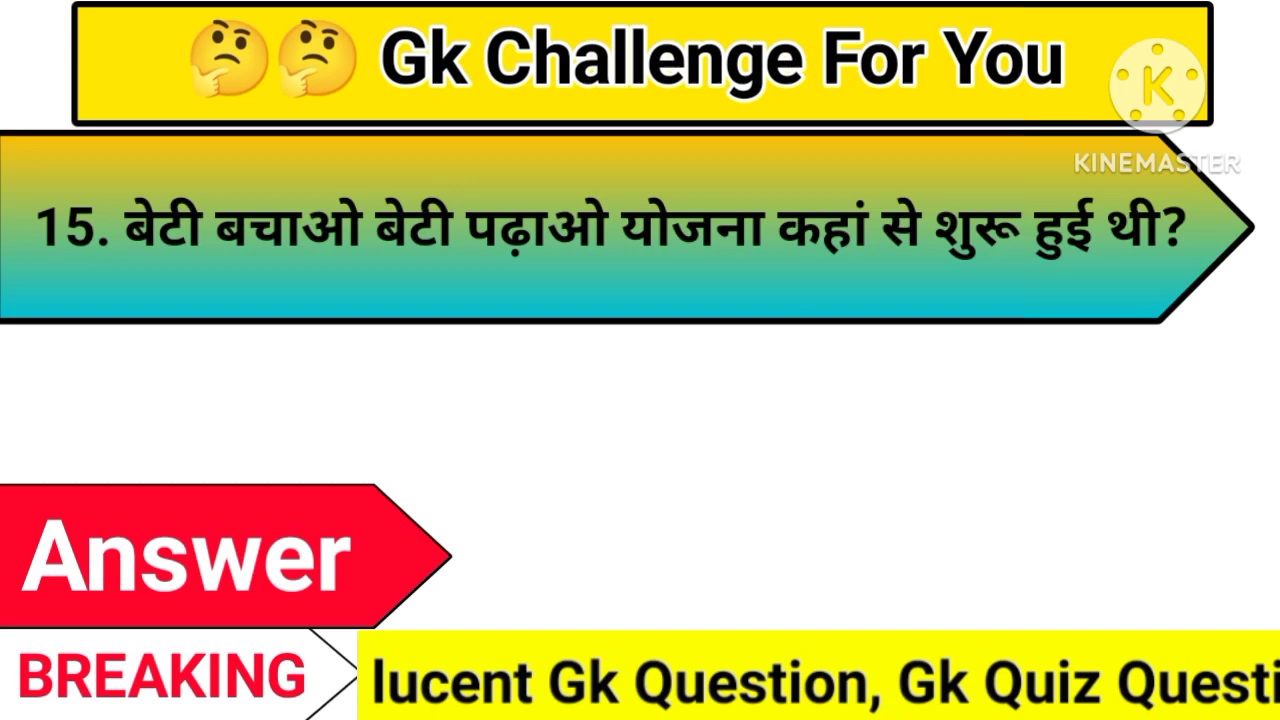 🤔🤔 Gk Challenge For You
K
KINEMASTER
15. बेटी बचाओ बेटी पढ़ाओ योजना कहां से शुरू हुई थी?
Answer
BREAKING
lucent Gk Question, Gk Quiz Questi